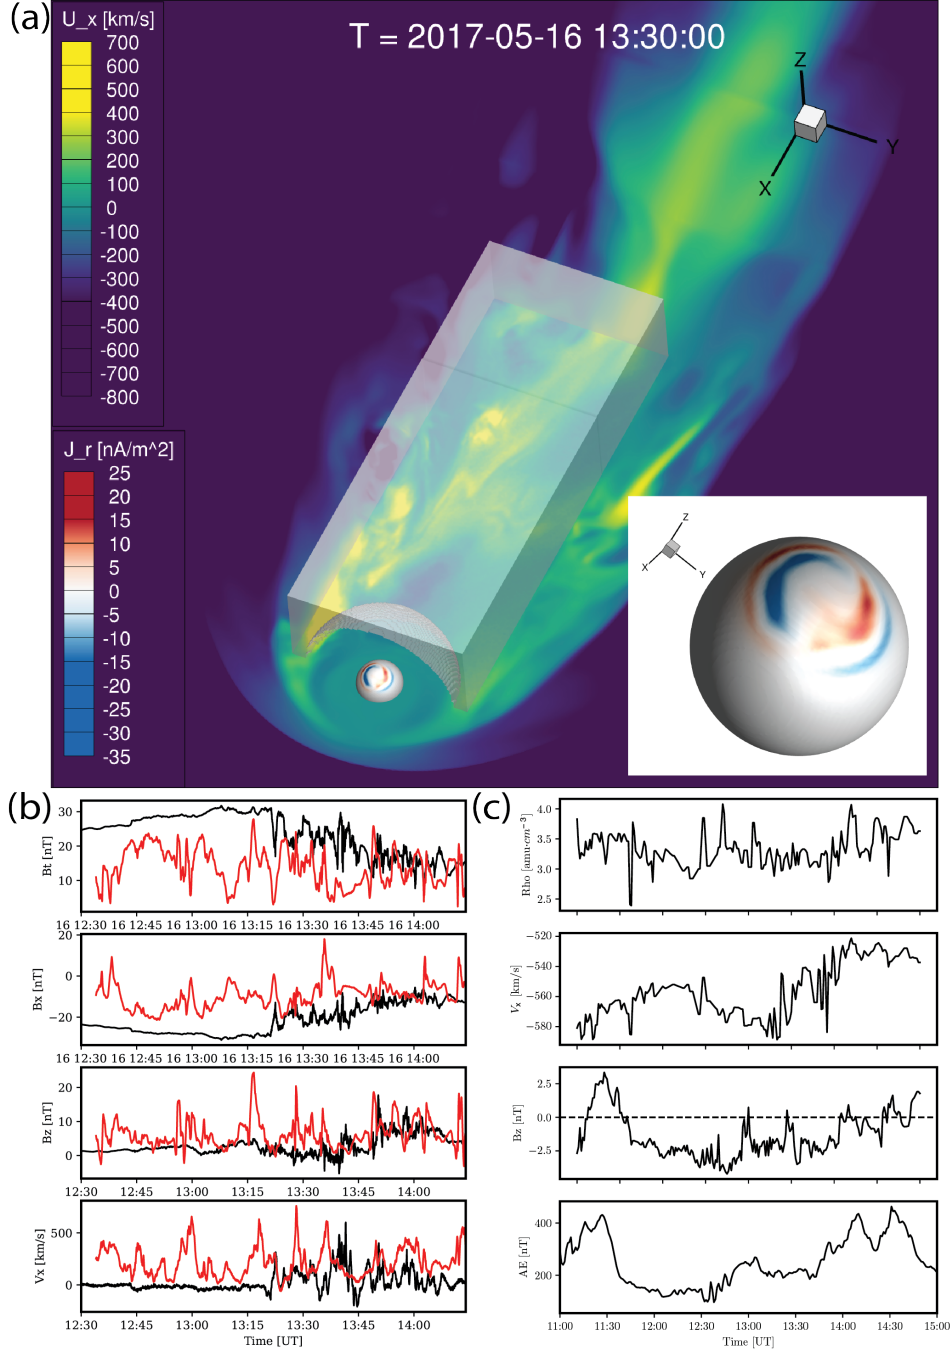 (a)
U_x [km/s]
700
600
500
400
300
200
100
0
-100
-200
-300
-400
-500
-600
-700
-800
T = 2017-05-16 13:30:00
Z
Y
X
J_r [nA/m^2]
25
20
15
10
5
0
-5
-10
-15
-20
-25
-30
-35
Z
X
Y
(b)
Bt [nT]
30
20
10
16 12:30 16 12:45 16 13:00 16 13:15 16 13:30 16 13:45 16 14:00
Bx [nT]
20
0
−20
16 12:30 16 12:45 16 13:00 16 13:15 16 13:30 16 13:45 16 14:00
Bz [nT]
20
10
0
12:30 12:45 13:00 13:15 13:30 13:45 14:00
Vx [km/s]
500
0
12:30 12:45 13:00 13:15 13:30 13:45 14:00
Time [UT]
(c)
Rho [amu·cm⁻³]
4.0
3.5
3.0
2.5
Vx [km/s]
−520
−540
−560
−580
Bz [nT]
2.5
0.0
−2.5
AE [nT]
400
200
11:00 11:30 12:00 12:30 13:00 13:30 14:00 14:30 15:00
Time [UT]